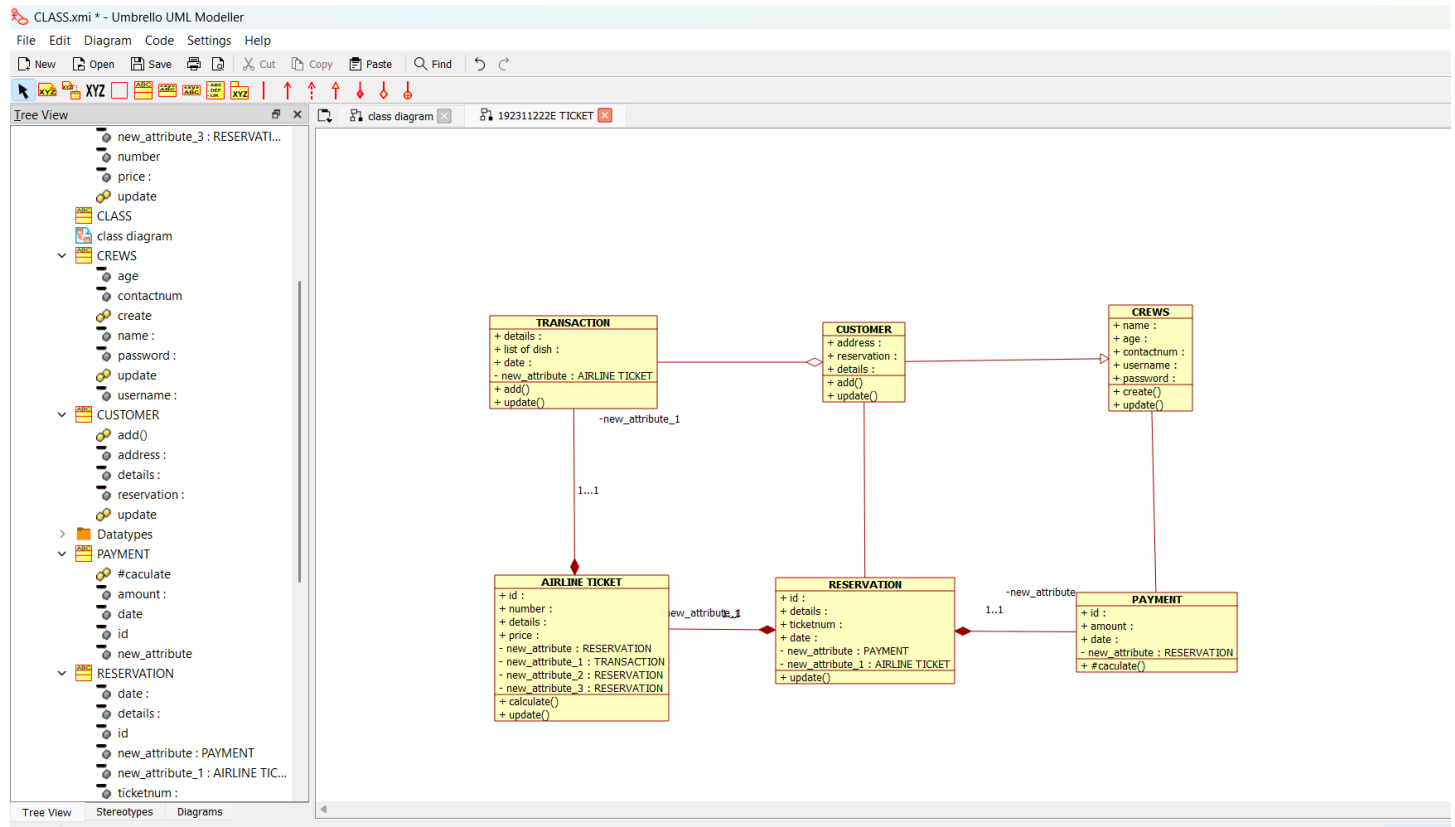 CLASS.xmi * - Umbrello UML Modeller
File Edit Diagram Code Settings Help
New Open Save Cut Copy Paste Find
XYZ
Tree View
class diagram
192311222E TICKET
new_attribute_3 : RESERVATI...
number
price :
update
CLASS
class diagram
CREWS
age
contactnum
create
name :
password :
update
username :
CUSTOMER
add()
address :
details :
reservation :
update
Datatypes
PAYMENT
#caculate
amount :
date
id
new_attribute
RESERVATION
date :
details :
id
new_attribute : PAYMENT
new_attribute_1 : AIRLINE TIC...
ticketnum :
Tree View Stereotypes Diagrams
TRANSACTION
+ details :
+ list of dish :
+ date :
- new_attribute : AIRLINE TICKET
+ add()
+ update()
CUSTOMER
+ address :
+ reservation :
+ details :
+ add()
+ update()
CREWS
+ name :
+ age :
+ contactnum :
+ username :
+ password :
+ create()
+ update()
-new_attribute_1
1...1
AIRLINE TICKET
+ id :
+ number :
+ details :
+ price :
- new_attribute : RESERVATION
- new_attribute_1 : TRANSACTION
- new_attribute_2 : RESERVATION
- new_attribute_3 : RESERVATION
+ calculate()
+ update()
RESERVATION
+ id :
+ details :
+ ticketnum :
+ date :
- new_attribute : PAYMENT
- new_attribute_1 : AIRLINE TICKET
+ update()
-new_attribute
1..1
PAYMENT
+ id :
+ amount :
+ date :
- new_attribute : RESERVATION
+ #caculate()